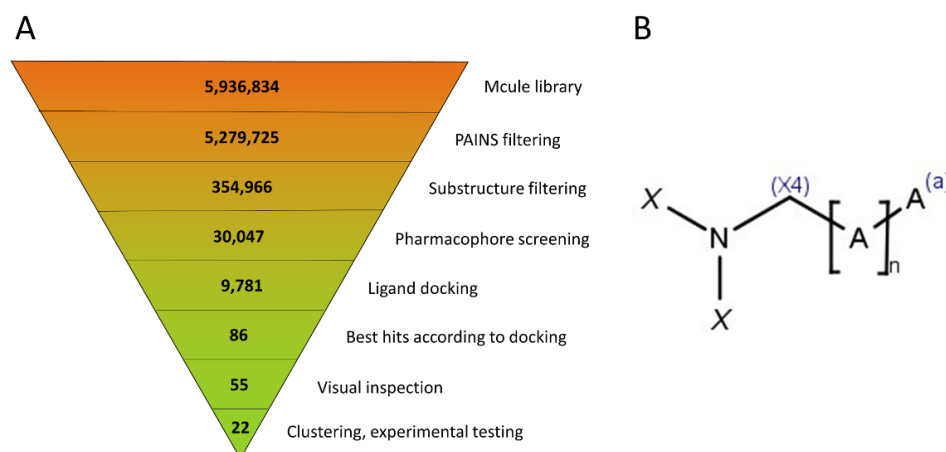 A
B
5,936,834 Mcule library
5,279,725 PAINS filtering
354,966 Substructure filtering
30,047 Pharmacophore screening
9,781 Ligand docking
86 Best hits according to docking
55 Visual inspection
22 Clustering, experimental testing
(X4)
X A (a)
N A
n
X